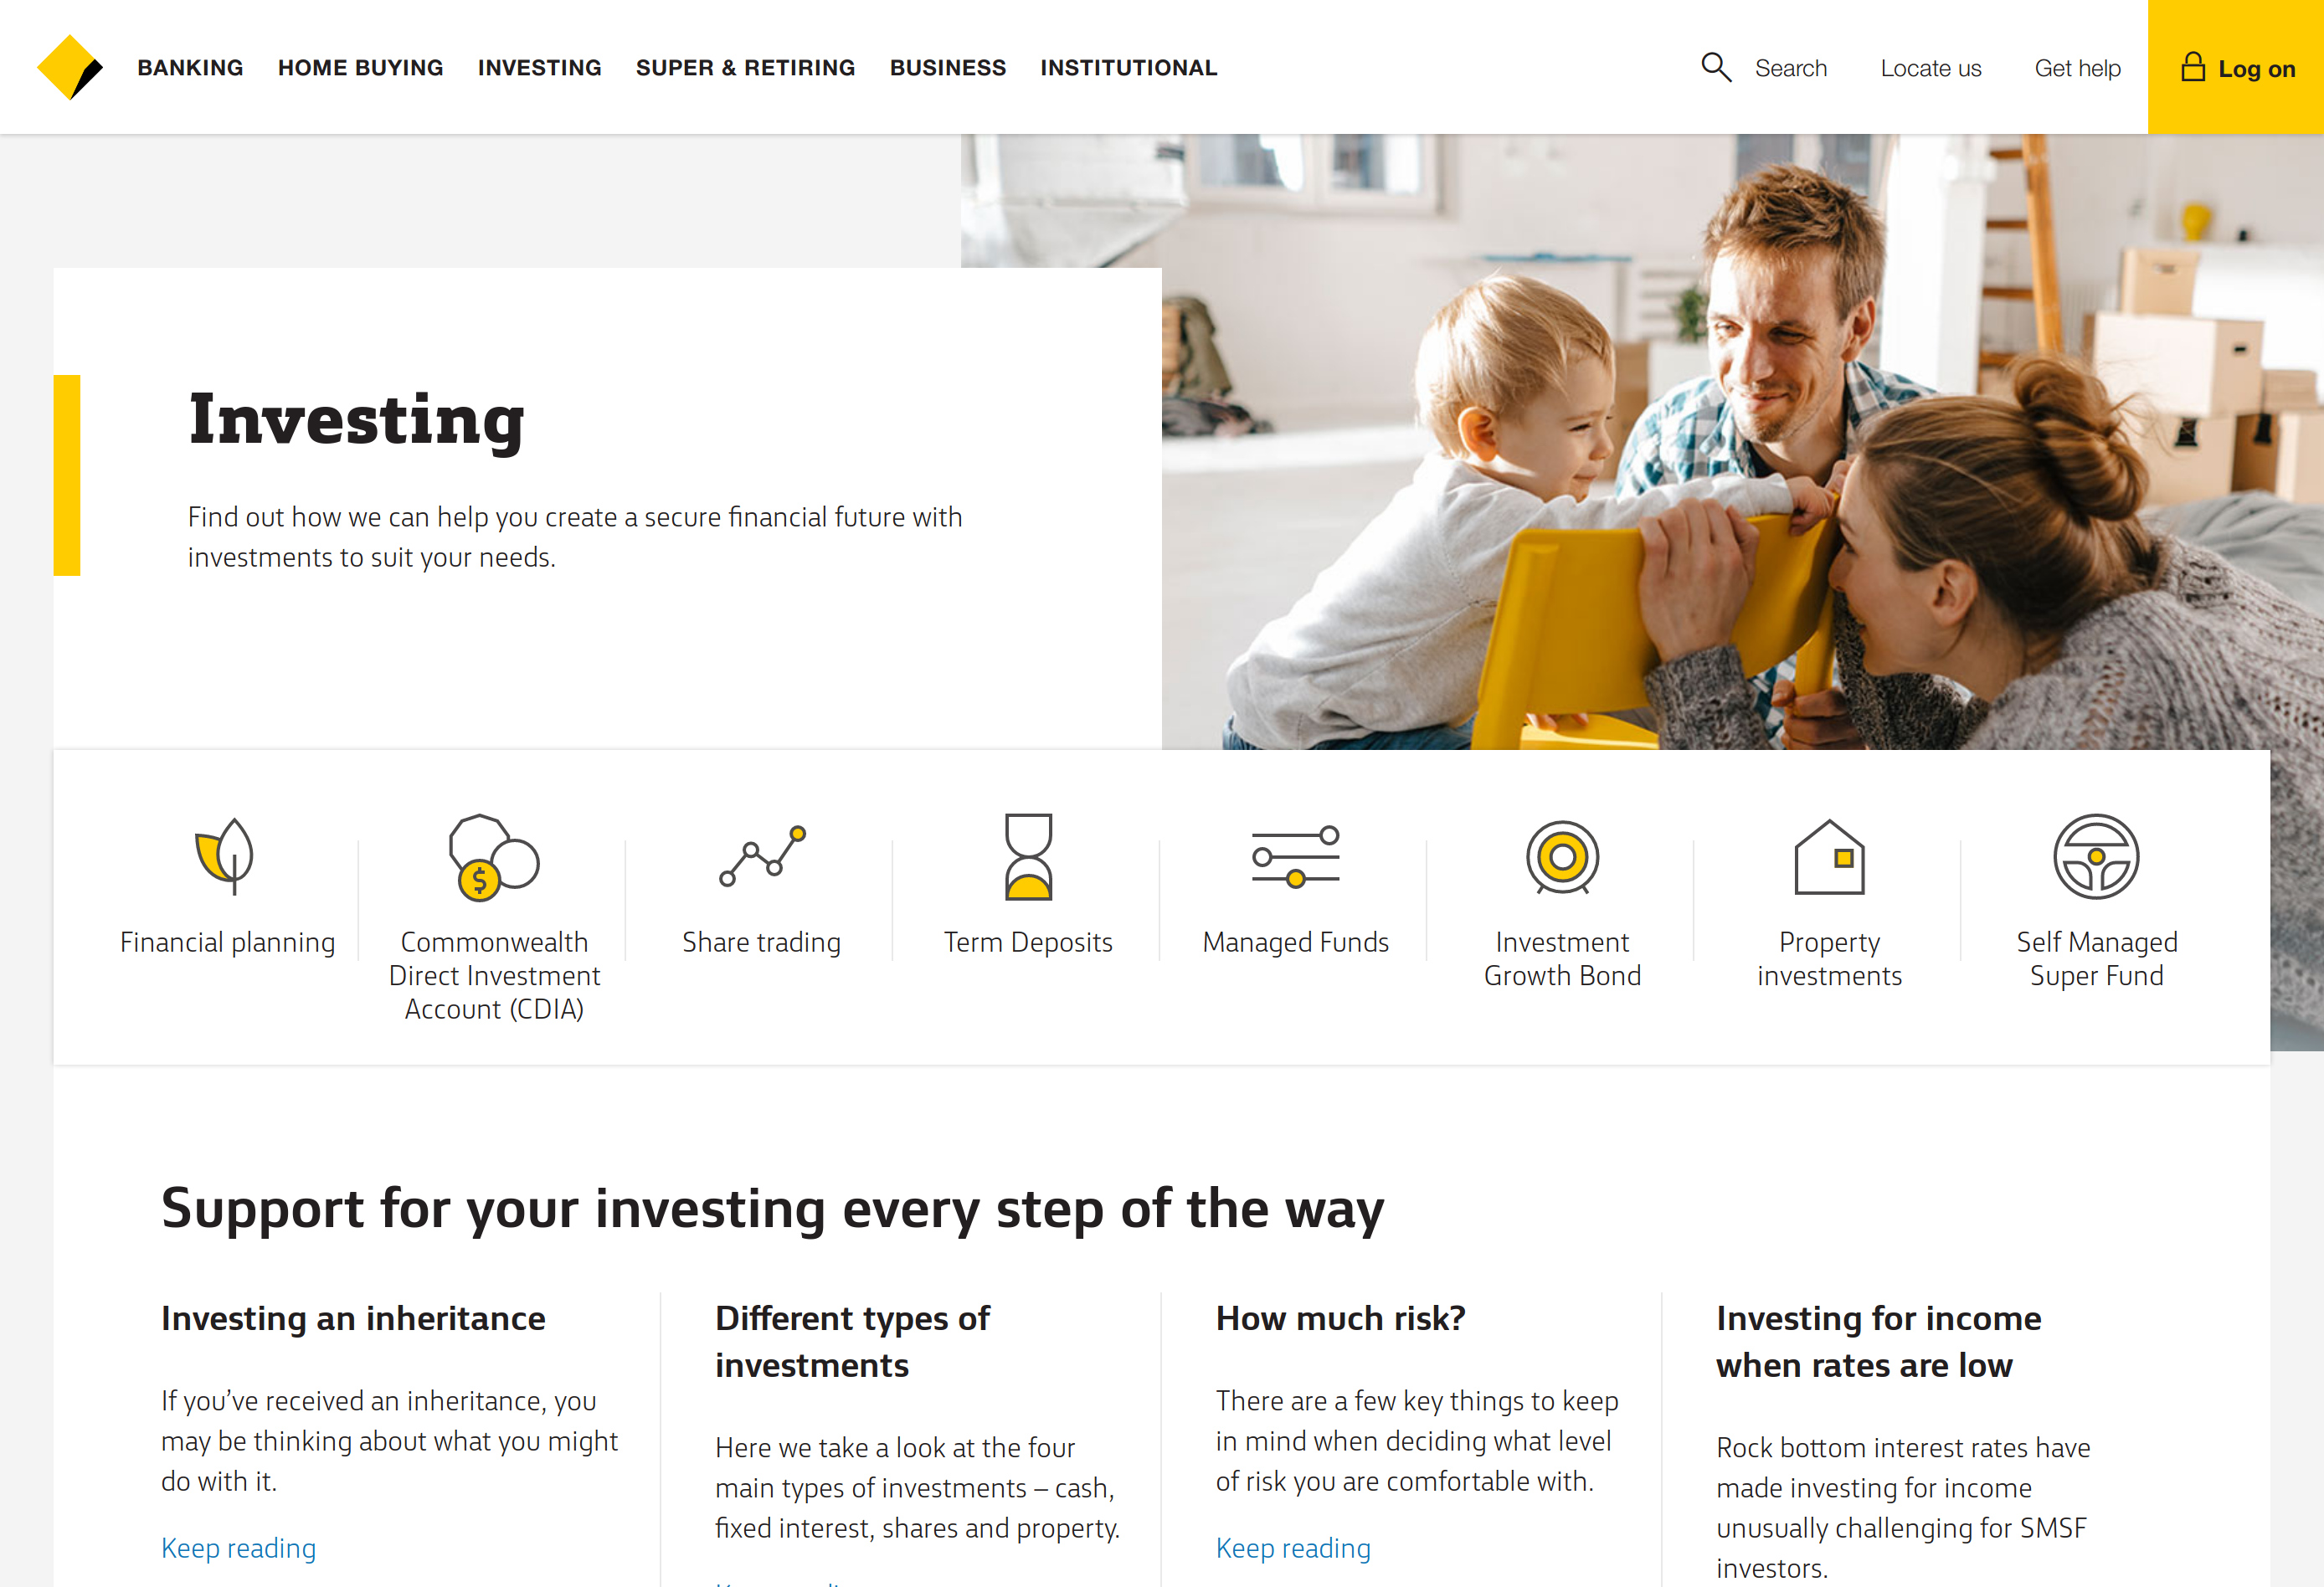 BANKING HOME BUYING INVESTING SUPER & RETIRING BUSINESS INSTITUTIONAL Search Locate us Get help Log on
Investing
Find out how we can help you create a secure financial future with
investments to suit your needs.
Financial planning
Commonwealth
Direct Investment
Account (CDIA)
Share trading
Term Deposits
Managed Funds
Investment
Growth Bond
Property
investments
Self Managed
Super Fund
Support for your investing every step of the way
Investing an inheritance
If you’ve received an inheritance, you
may be thinking about what you might
do with it.
Keep reading
Different types of
investments
Here we take a look at the four
main types of investments – cash,
fixed interest, shares and property.
How much risk?
There are a few key things to keep
in mind when deciding what level
of risk you are comfortable with.
Keep reading
Investing for income
when rates are low
Rock bottom interest rates have
made investing for income
unusually challenging for SMSF
investors.